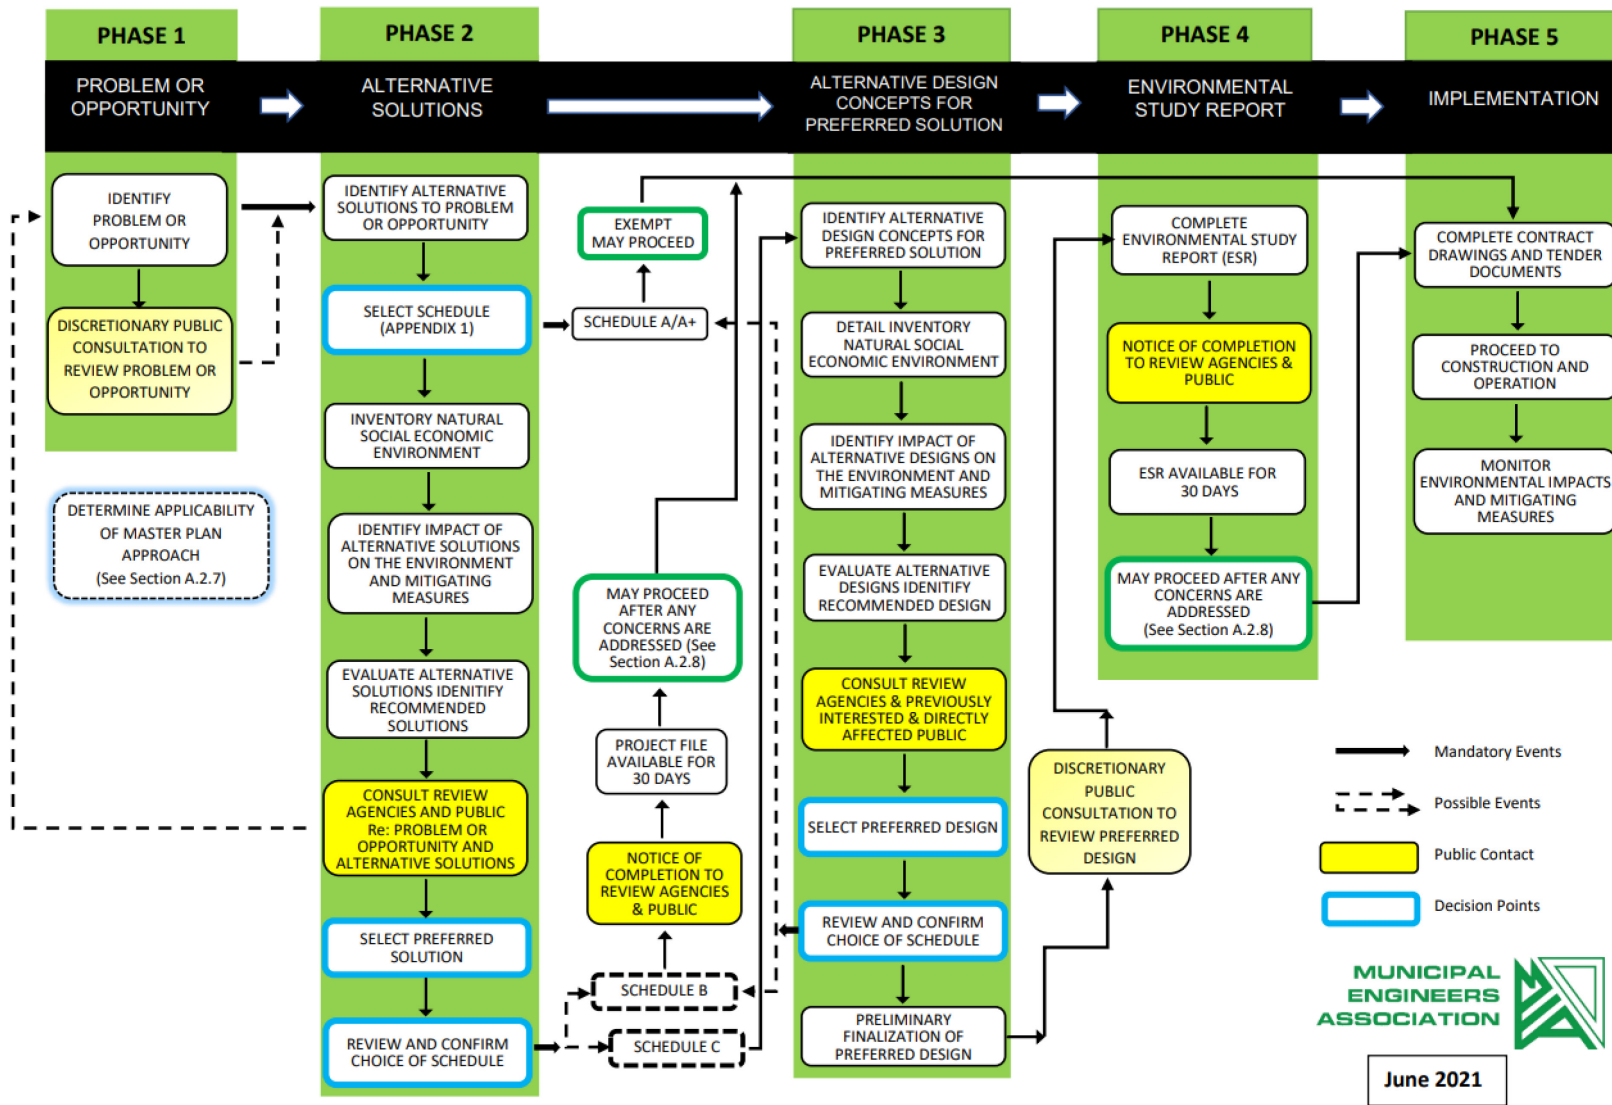 PHASE 1
PROBLEM OR
OPPORTUNITY
IDENTIFY
PROBLEM OR
OPPORTUNITY
DISCRETIONARY PUBLIC
CONSULTATION TO
REVIEW PROBLEM OR
OPPORTUNITY
DETERMINE APPLICABILITY
OF MASTER PLAN
APPROACH
(See Section A.2.7)
PHASE 2
ALTERNATIVE
SOLUTIONS
IDENTIFY ALTERNATIVE
SOLUTIONS TO PROBLEM
OR OPPORTUNITY
SELECT SCHEDULE
(APPENDIX 1)
INVENTORY NATURAL
SOCIAL ECONOMIC
ENVIRONMENT
IDENTIFY IMPACT OF
ALTERNATIVE SOLUTIONS
ON THE ENVIRONMENT
AND MITIGATING
MEASURES
EVALUATE ALTERNATIVE
SOLUTIONS IDENITIFY
RECOMMENDED
SOLUTIONS
CONSULT REVIEW
AGENCIES AND PUBLIC
Re: PROBLEM OR
OPPORTUNITY AND
ALTERNATIVE SOLUTIONS
SELECT PREFERRED
SOLUTION
REVIEW AND CONFIRM
CHOICE OF SCHEDULE
EXEMPT
MAY PROCEED
SCHEDULE A/A+
MAY PROCEED
AFTER ANY
CONCERNS ARE
ADDRESSED (See
Section A.2.8)
PROJECT FILE
AVAILABLE FOR
30 DAYS
NOTICE OF
COMPLETION TO
REVIEW AGENCIES
& PUBLIC
SCHEDULE B
SCHEDULE C
PHASE 3
ALTERNATIVE DESIGN
CONCEPTS FOR
PREFERRED SOLUTION
IDENTIFY ALTERNATIVE
DESIGN CONCEPTS FOR
PREFERRED SOLUTION
DETAIL INVENTORY
NATURAL SOCIAL
ECONOMIC ENVIRONMENT
IDENTIFY IMPACT OF
ALTERNATIVE DESIGNS ON
THE ENVIRONMENT AND
MITIGATING MEASURES
EVALUATE ALTERNATIVE
DESIGNS IDENTIFY
RECOMMENDED DESIGN
CONSULT REVIEW
AGENCIES & PREVIOUSLY
INTERESTED & DIRECTLY
AFFECTED PUBLIC
SELECT PREFERRED DESIGN
REVIEW AND CONFIRM
CHOICE OF SCHEDULE
PRELIMINARY
FINALIZATION OF
PREFERRED DESIGN
DISCRETIONARY
PUBLIC
CONSULTATION TO
REVIEW PREFERRED
DESIGN
PHASE 4
ENVIRONMENTAL
STUDY REPORT
COMPLETE
ENVIRONMENTAL STUDY
REPORT (ESR)
NOTICE OF COMPLETION
TO REVIEW AGENCIES &
PUBLIC
ESR AVAILABLE FOR
30 DAYS
MAY PROCEED AFTER ANY
CONCERNS ARE
ADDRESSED
(See Section A.2.8)
PHASE 5
IMPLEMENTATION
COMPLETE CONTRACT
DRAWINGS AND TENDER
DOCUMENTS
PROCEED TO
CONSTRUCTION AND
OPERATION
MONITOR
ENVIRONMENTAL IMPACTS
AND MITIGATING
MEASURES
Mandatory Events
Possible Events
Public Contact
Decision Points
MUNICIPAL
ENGINEERS
ASSOCIATION
MEA
June 2021